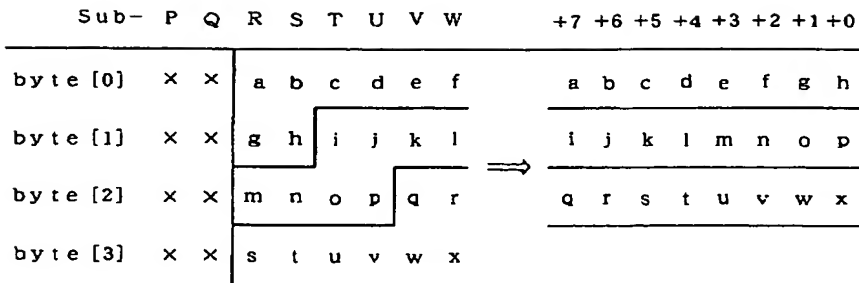 Sub- P Q R S T U V W +7 +6 +5 +4 +3 +2 +1 +0
byte [0] × × a b c d e f a b c d e f g h
byte [1] × × g h i j k l ⇒ i j k l m n o p
byte [2] × × m n o p q r q r s t u v w x
byte [3] × × s t u v w x